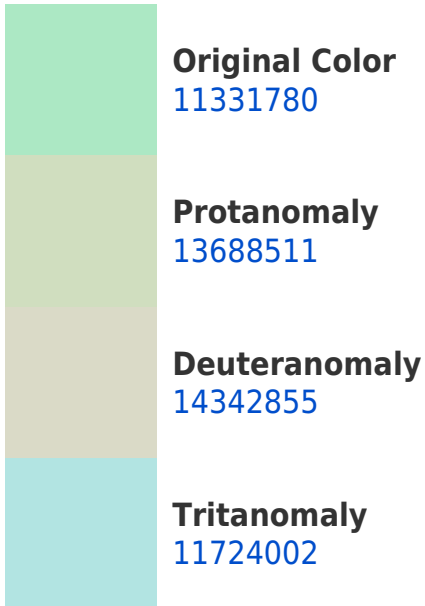 Original Color
11331780
Protanomaly
13688511
Deuteranomaly
14342855
Tritanomaly
11724002